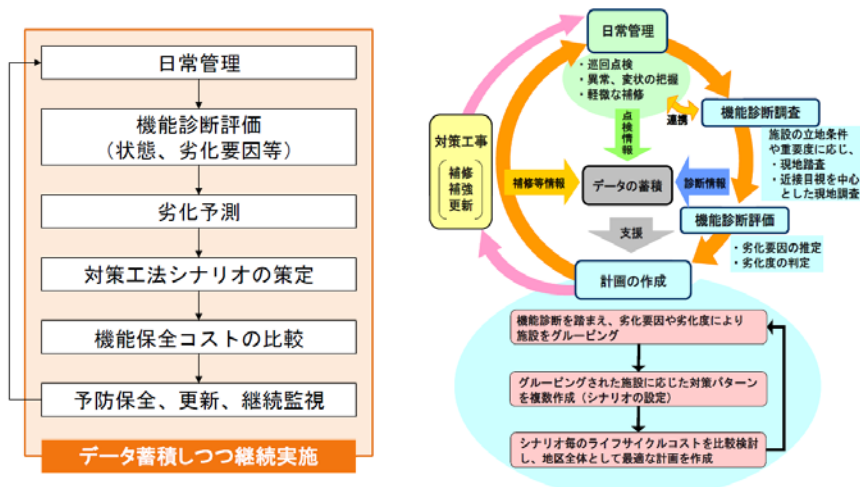 日常管理
機能診断評価
（状態、劣化要因等）
劣化予測
対策工法シナリオの策定
機能保全コストの比較
予防保全、更新、継続監視
データ蓄積しつつ継続実施
日常管理
・巡回点検
・異常、変状の把握
・軽微な補修
点検情報
連携
機能診断調査
施設の立地条件
や重要度に応じ、
・現地踏査
・近接目視を中心
とした現地調査
対策工事
補修
補強
更新
補修等情報
データの蓄積
診断情報
機能診断評価
・劣化要因の推定
・劣化度の判定
支援
計画の作成
機能診断を踏まえ、劣化要因や劣化度により
施設をグルーピング
グルーピングされた施設に応じた対策パターン
を複数作成（シナリオの設定）
シナリオ毎のライフサイクルコストを比較検討
し、地区全体として最適な計画を作成